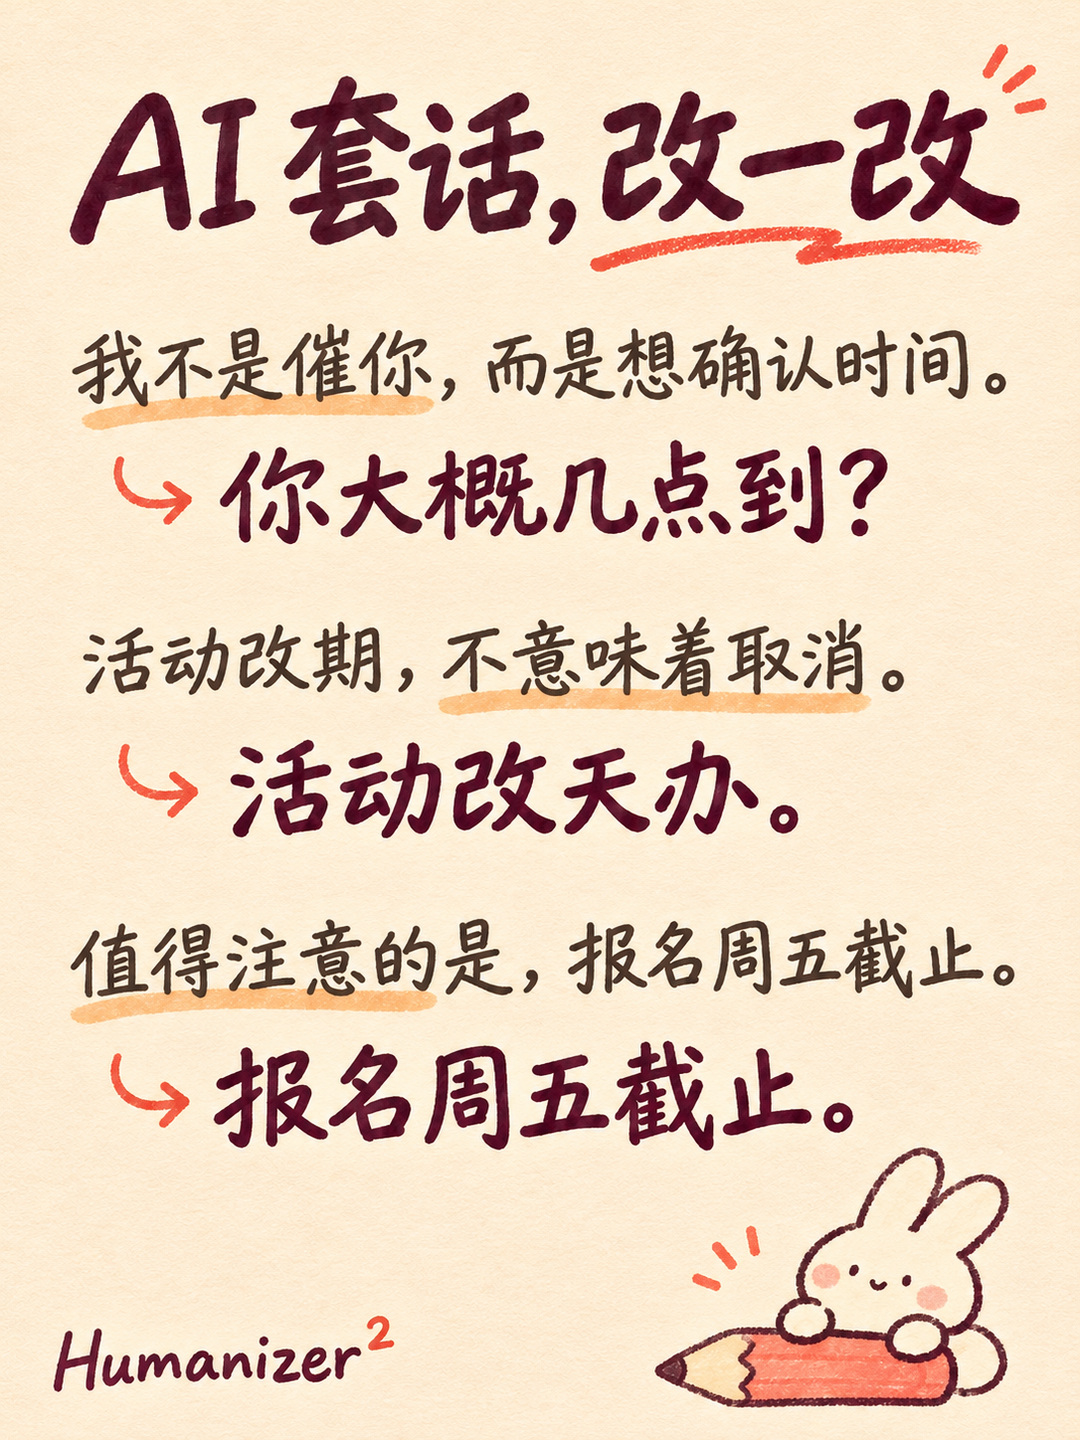 AI套话,改一改
我不是催你,而是想确认时间。
你大概几点到?
活动改期,不意味着取消。
活动改天办。
值得注意的是,报名周五截止。
报名周五截止。
Humanizer²